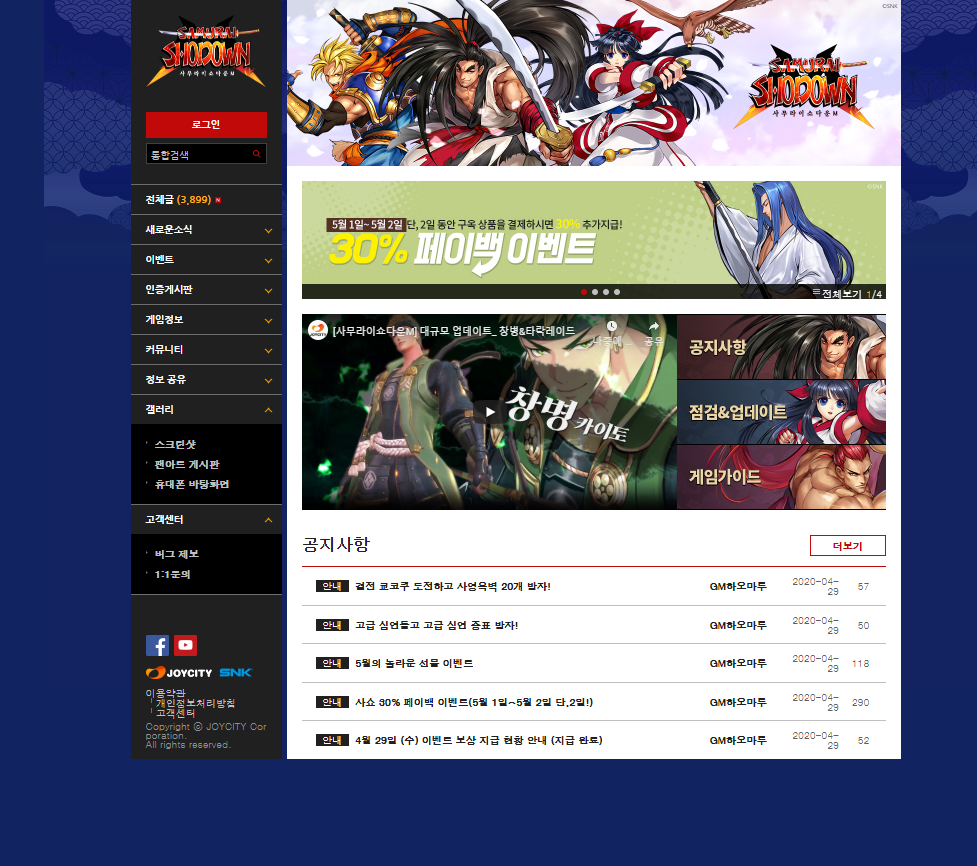 SAMURAI
SHODOWN
사무라이쇼다운M
로그인
통합검색
전체글 (3,899) N
새로운소식
이벤트
인증게시판
게임정보
커뮤니티
정보 공유
갤러리
스크린샷
팬아트 게시판
휴대폰 바탕화면
고객센터
버그 제보
1:1문의
JOYCITY SNK
이용약관
개인정보처리방침
고객센터
Copyright ⓒ JOYCITY Cor
poration.
All rights reserved.
©SNK
SAMURAI
SHODOWN
사무라이쇼다운M
©SNK
5월 1일~ 5월 2일 단, 2일 동안 구옥 상품을 결제하시면 30% 추가지급!
30% 페이백 이벤트
전체보기 1/4
JOYCITY
[사무라이쇼다운M] 대규모 업데이트_ 창병&타락레이드
나중에
공유
창병 카이토
공지사항
점검&업데이트
게임가이드
공지사항
더보기
안내 결전 쿄코쿠 도전하고 사영옥벽 20개 받자! GM하오마루 2020-04-29 57
안내 고급 심연돌고 고급 심연 증표 받자! GM하오마루 2020-04-29 50
안내 5월의 놀라운 선물 이벤트 GM하오마루 2020-04-29 118
안내 사쇼 30% 페이백 이벤트(5월 1일~5월 2일 단,2일!) GM하오마루 2020-04-29 290
안내 4월 29일 (수) 이벤트 보상 지급 현황 안내 (지급 완료) GM하오마루 2020-04-29 52